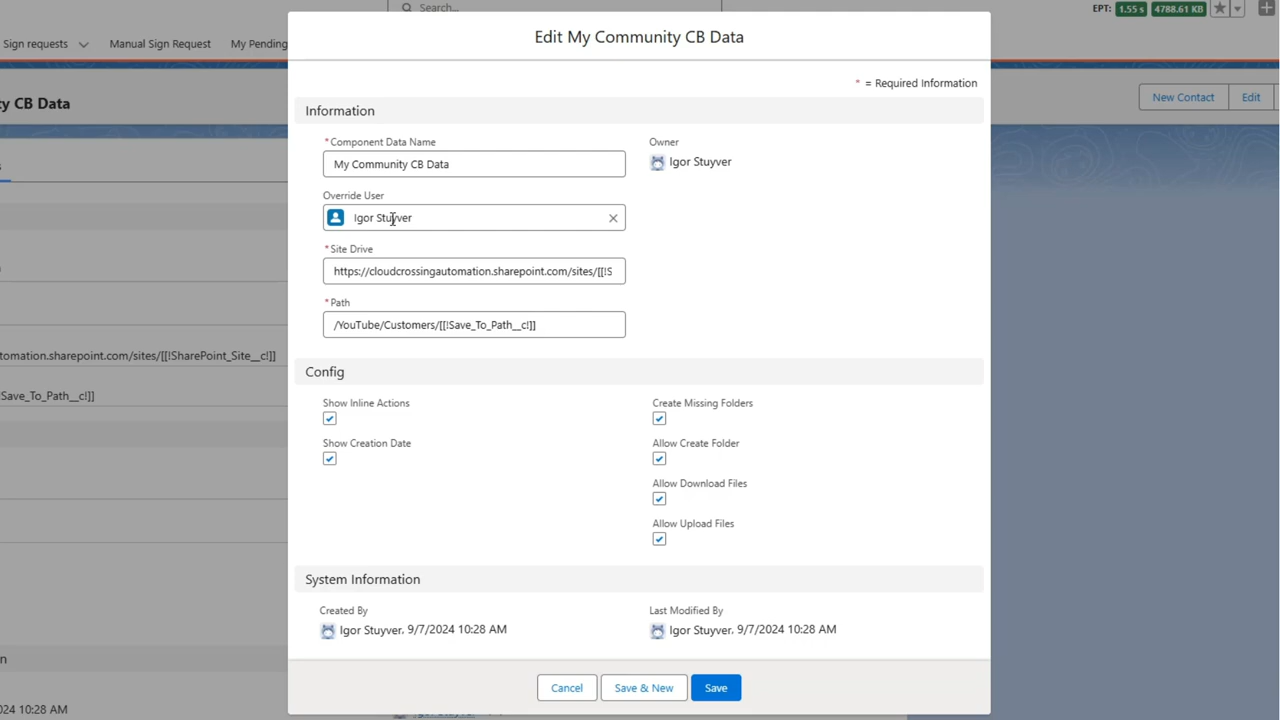 Search...
EPT: 1.55 s 4788.61 KB
Sign requests Manual Sign Request My Pending
y CB Data
New Contact Edit
s
automation.sharepoint.com/sites/[[!SharePoint_Site__c!]]
!Save_To_Path__c!]]
Edit My Community CB Data
* = Required Information
Information
*Component Data Name
My Community CB Data
Owner
Igor Stuyver
Override User
Igor Stuyver
*Site Drive
https://cloudcrossingautomation.sharepoint.com/sites/[[!S
*Path
/YouTube/Customers/[[!Save_To_Path__c!]]
Config
Show Inline Actions
Create Missing Folders
Show Creation Date
Allow Create Folder
Allow Download Files
Allow Upload Files
System Information
Created By
Igor Stuyver, 9/7/2024 10:28 AM
Last Modified By
Igor Stuyver, 9/7/2024 10:28 AM
n
Cancel Save & New Save
024 10:28 AM
Igor Stuyver